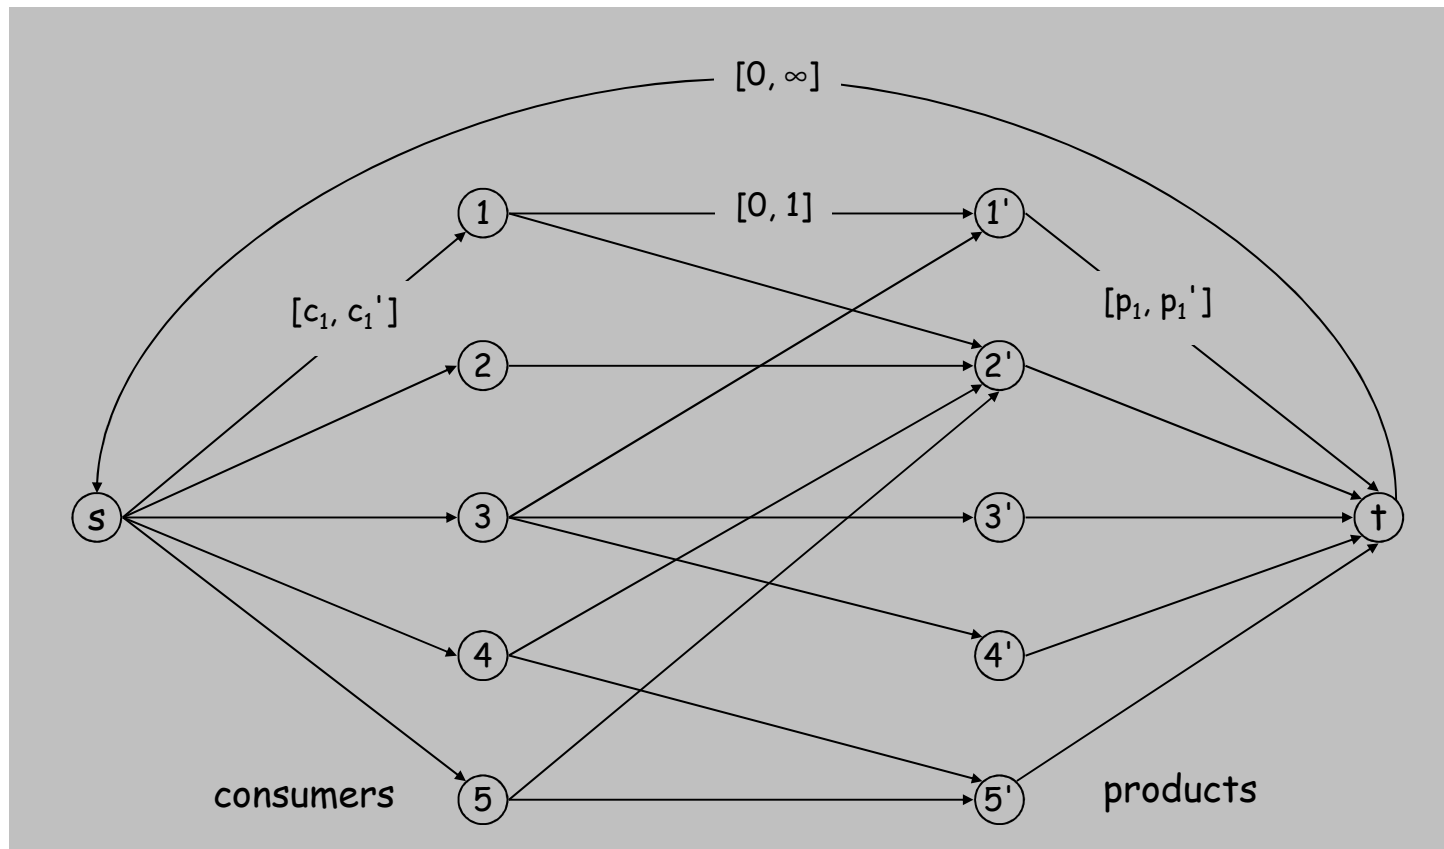 [0, ∞]
1
[0, 1]
1'
[c₁, c₁']
[p₁, p₁']
2
2'
s
3
3'
t
4
4'
consumers
5
5'
products